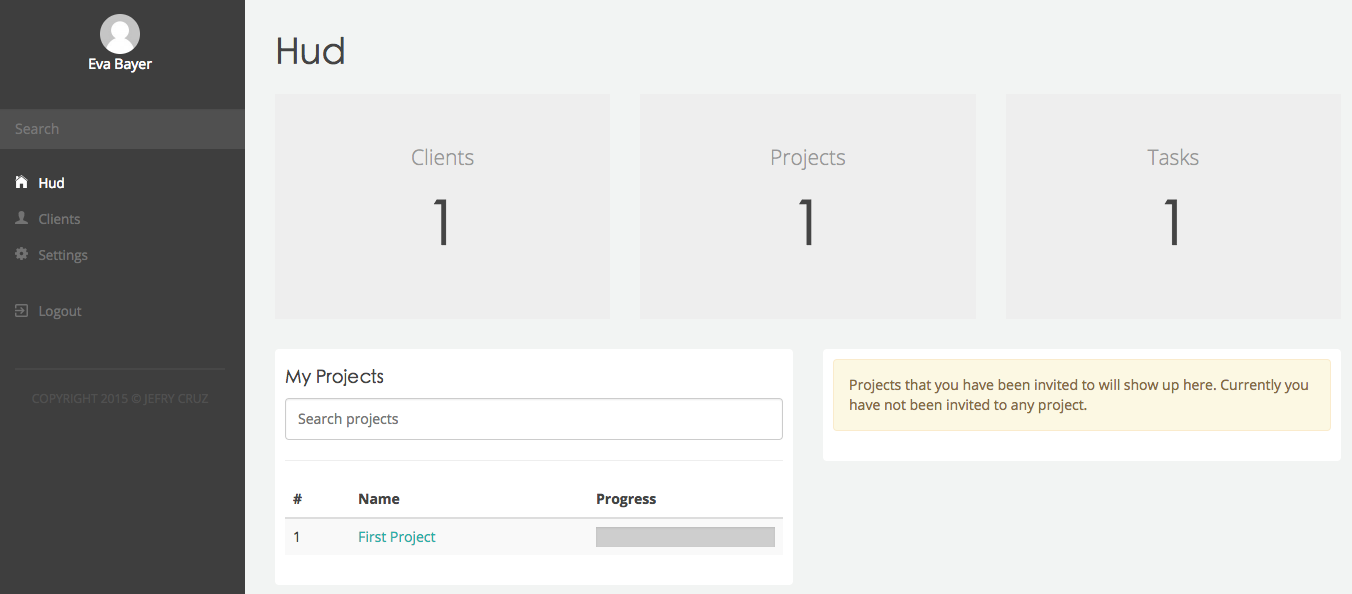 Eva Bayer
Search
Hud
Clients
Settings
Logout
COPYRIGHT 2015 © JEFRY CRUZ
Hud
Clients
1
Projects
1
Tasks
1
My Projects
Search projects
# Name Progress
1 First Project
Projects that you have been invited to will show up here. Currently you
have not been invited to any project.